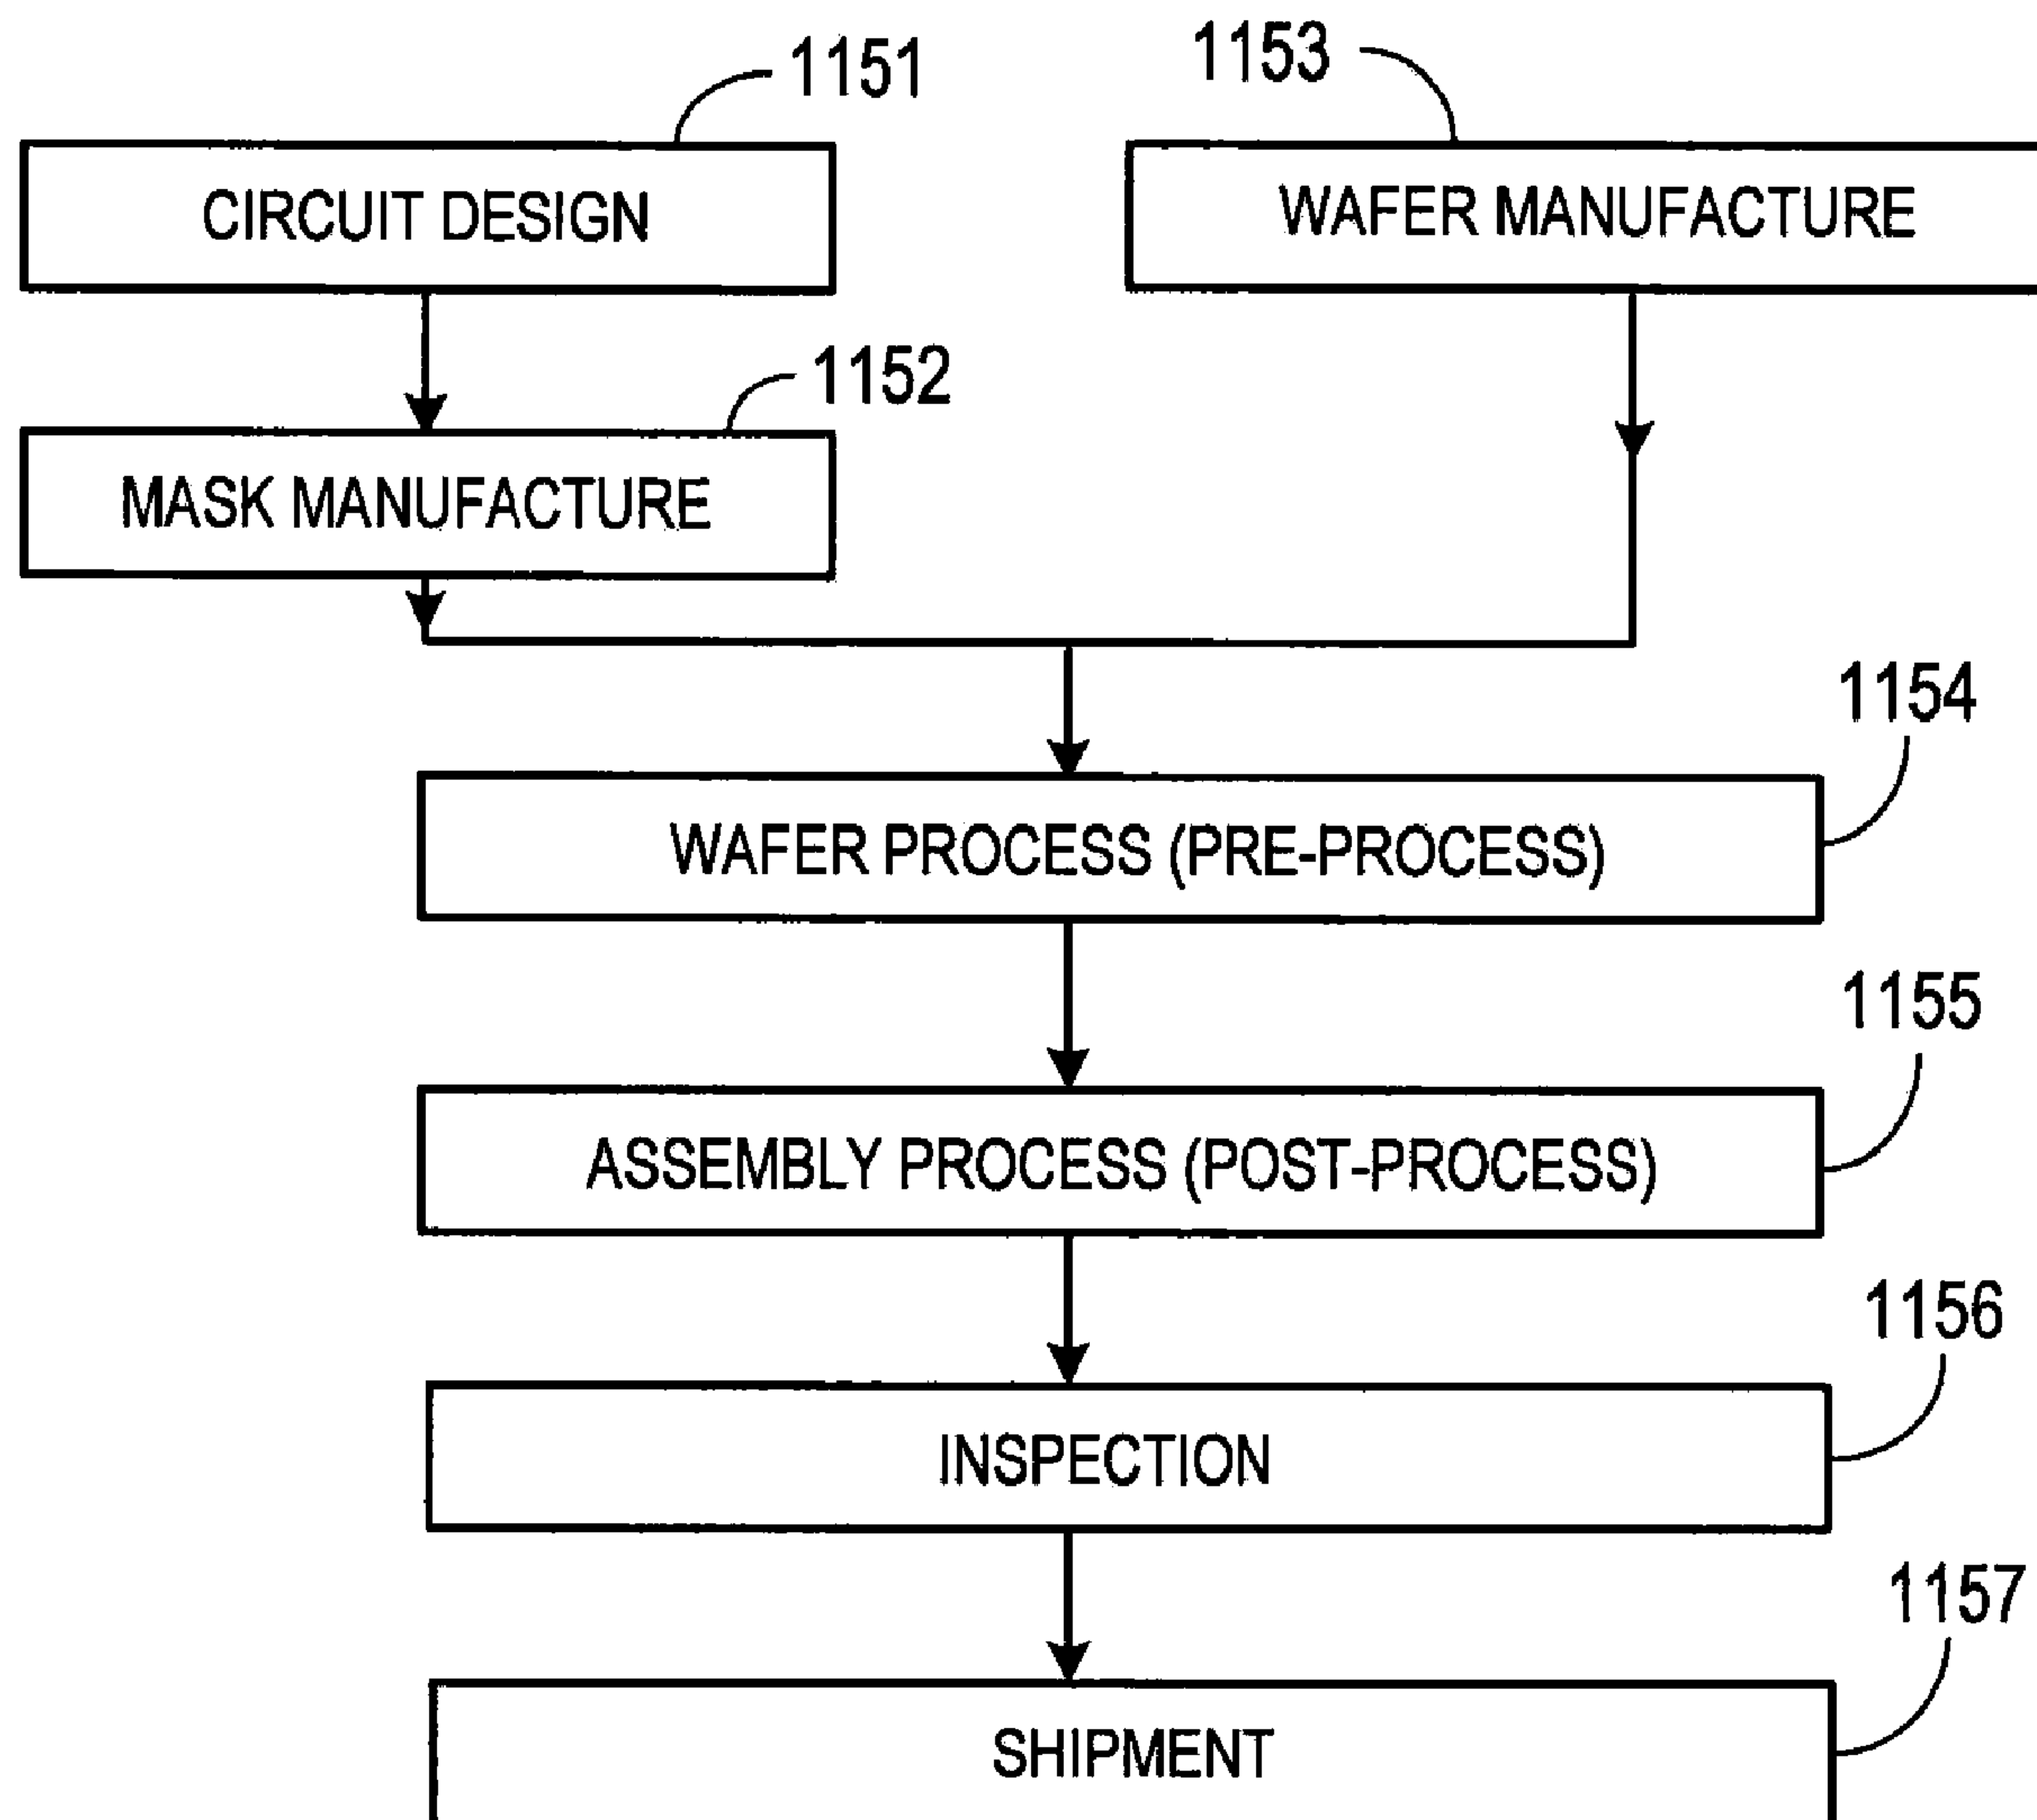 1151
1153
CIRCUIT DESIGN
WAFER MANUFACTURE
1152
MASK MANUFACTURE
1154
WAFER PROCESS (PRE-PROCESS)
1155
ASSEMBLY PROCESS (POST-PROCESS)
1156
INSPECTION
1157
SHIPMENT